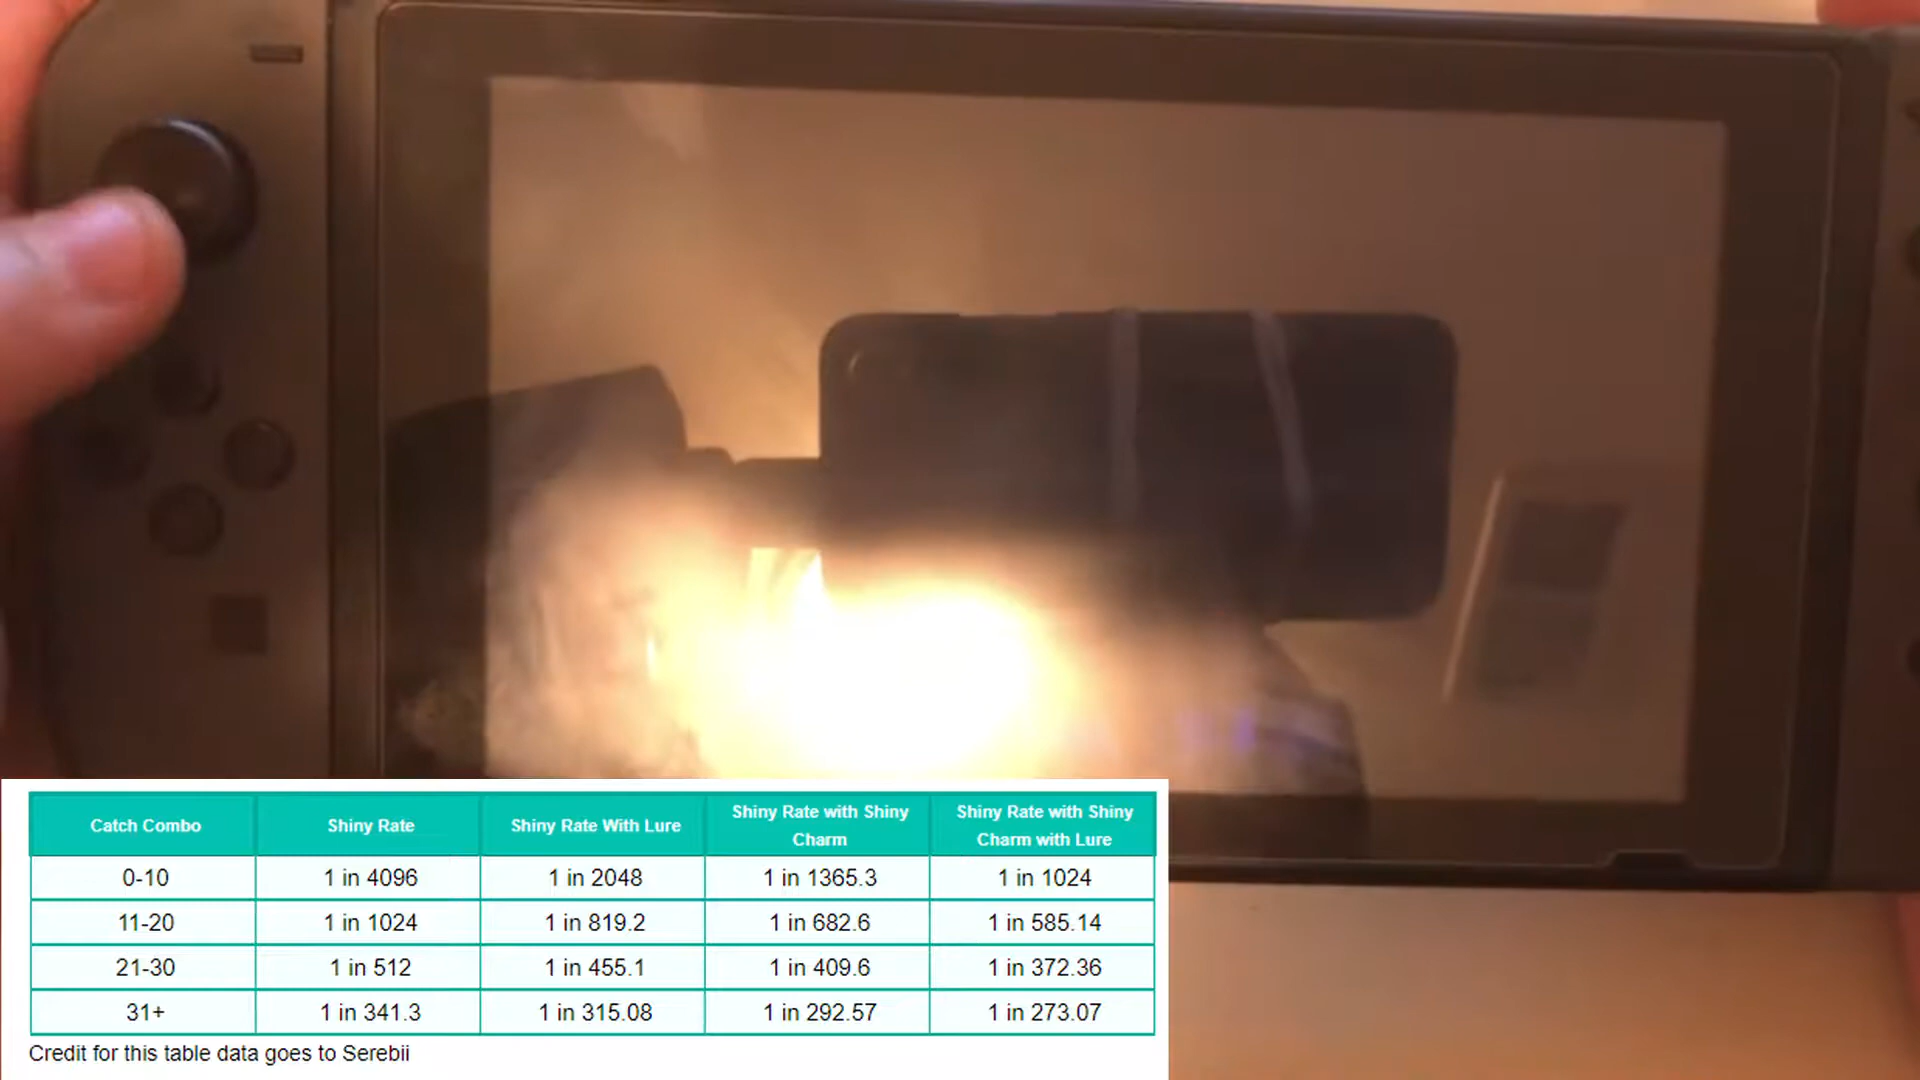 Catch Combo Shiny Rate Shiny Rate With Lure Shiny Rate with Shiny Charm Shiny Rate with Shiny Charm with Lure
0-10 1 in 4096 1 in 2048 1 in 1365.3 1 in 1024
11-20 1 in 1024 1 in 819.2 1 in 682.6 1 in 585.14
21-30 1 in 512 1 in 455.1 1 in 409.6 1 in 372.36
31+ 1 in 341.3 1 in 315.08 1 in 292.57 1 in 273.07
Credit for this table data goes to Serebii